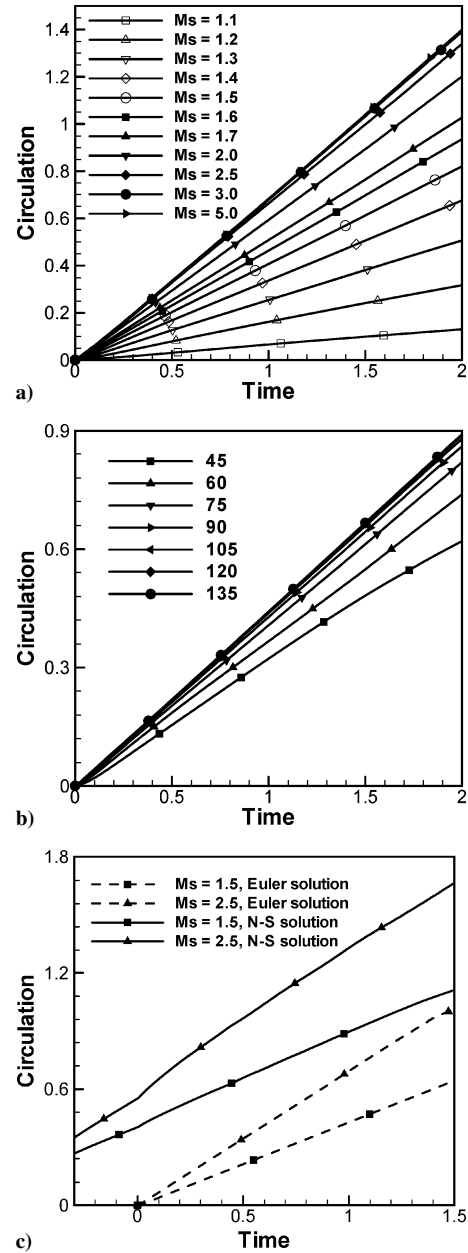 1.4
1.2
1
0.8
0.6
0.4
0.2
0
Circulation
Ms = 1.1
Ms = 1.2
Ms = 1.3
Ms = 1.4
Ms = 1.5
Ms = 1.6
Ms = 1.7
Ms = 2.0
Ms = 2.5
Ms = 3.0
Ms = 5.0
0 0.5 1 1.5 2
Time
a)
0.9
0.6
0.3
0
Circulation
45
60
75
90
105
120
135
0 0.5 1 1.5 2
Time
b)
1.8
1.2
0.6
0
Circulation
Ms = 1.5, Euler solution
Ms = 2.5, Euler solution
Ms = 1.5, N-S solution
Ms = 2.5, N-S solution
0 0.5 1 1.5
Time
c)